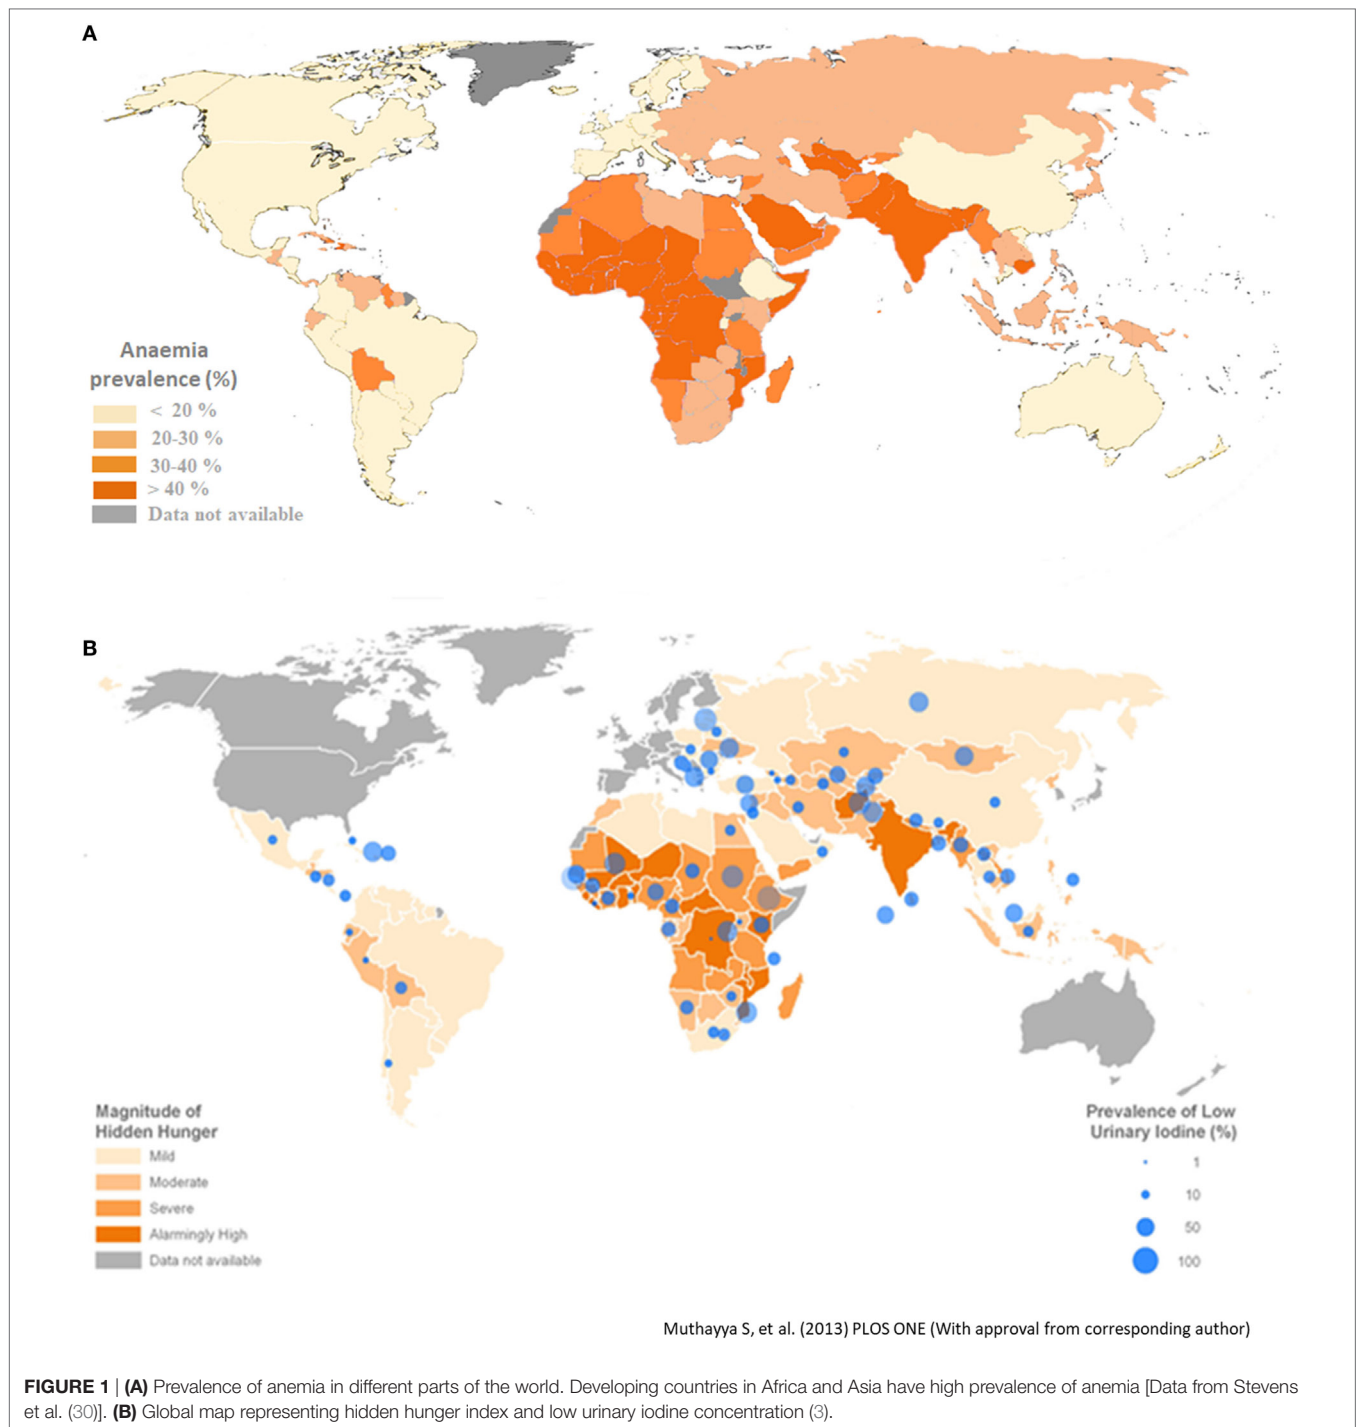 A
Anaemia
prevalence (%)
< 20 %
20-30 %
30-40 %
> 40 %
Data not available
B
Magnitude of
Hidden Hunger
Mild
Moderate
Severe
Alarmingly High
Data not available
Prevalence of Low
Urinary Iodine (%)
1
10
50
100
Muthayya S, et al. (2013) PLOS ONE (With approval from corresponding author)
FIGURE 1 | (A) Prevalence of anemia in different parts of the world. Developing countries in Africa and Asia have high prevalence of anemia [Data from Stevens
et al. (30)]. (B) Global map representing hidden hunger index and low urinary iodine concentration (3).